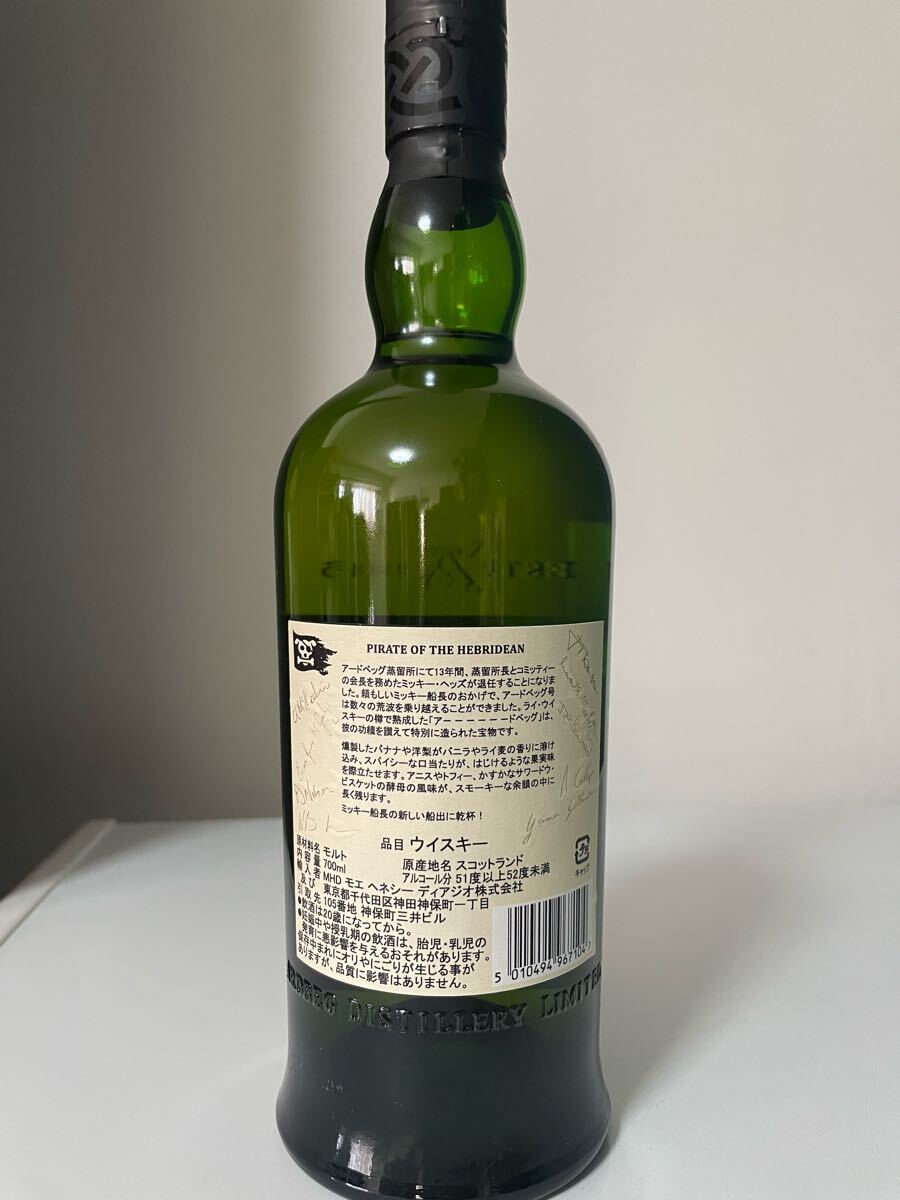 PIRATE OF THE HEBRIDEAN
アードベッグ蒸留所にて13年間、蒸留所長とコミッティー
の会長を務めたミッキー・ヘッズが退任することになりま
した。頼もしいミッキー船長のおかげで、アードベッグ号
は数々の荒波を乗り越えることができました。ライ・ウイ
スキーの樽で熟成した「アーーーーーーードベッグ」は、
彼の功績を讃えて特別に造られた宝物です。
燻製したバナナや洋梨がバニラやライ麦の香りに溶け
込み、スパイシーな口当たりが、はじけるような果実味
を際立たせます。アニスやトフィー、かすかなサワードウ・
ビスケットの酵母の風味が、スモーキーな余韻の中に
長く残ります。
ミッキー船長の新しい船出に乾杯！
品目 ウイスキー
原材料名 モルト
原産地名 スコットランド
内容量 700ml
アルコール分 51度以上52度未満
キャップ
輸入者 MHD モエ ヘネシー ディアジオ株式会社
及び 東京都千代田区神田神保町一丁目
引取先 105番地 神保町三井ビル
●飲酒は20歳になってから。
●妊娠中や授乳期の飲酒は、胎児・乳児の
発育に悪影響を与えるおそれがあります。
保存中まれにオリやにごりが生じる事が
ありますが、品質に影響はありません。
5 010494 967104
ARDBEG DISTILLERY LIMITED